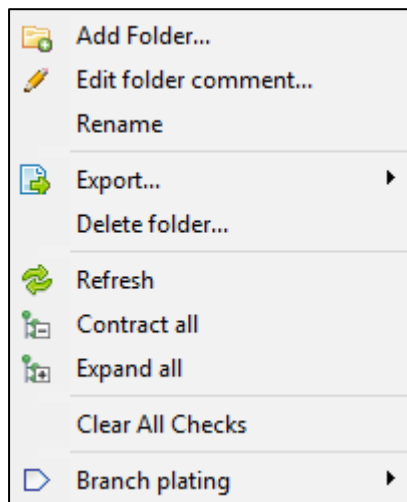 Add Folder...
Edit folder comment...
Rename
Export...
Delete folder...
Refresh
Contract all
Expand all
Clear All Checks
Branch plating